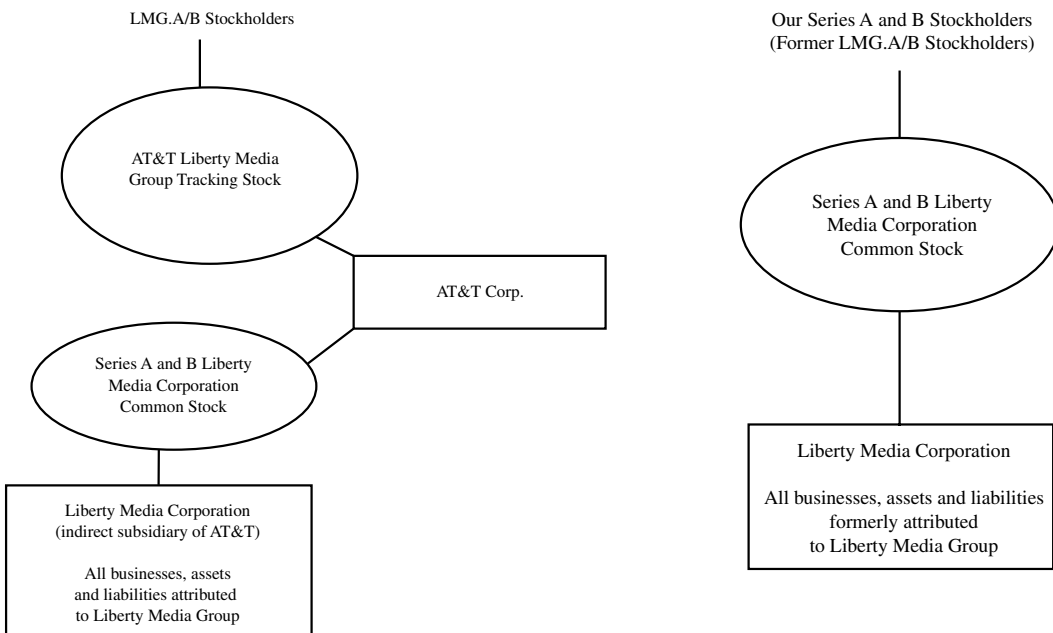 LMG.A/B Stockholders
AT&T Liberty Media
Group Tracking Stock
AT&T Corp.
Series A and B Liberty
Media Corporation
Common Stock
Liberty Media Corporation
(indirect subsidiary of AT&T)
All businesses, assets
and liabilities attributed
to Liberty Media Group
Our Series A and B Stockholders
(Former LMG.A/B Stockholders)
Series A and B Liberty
Media Corporation
Common Stock
Liberty Media Corporation
All businesses, assets and liabilities
formerly attributed
to Liberty Media Group